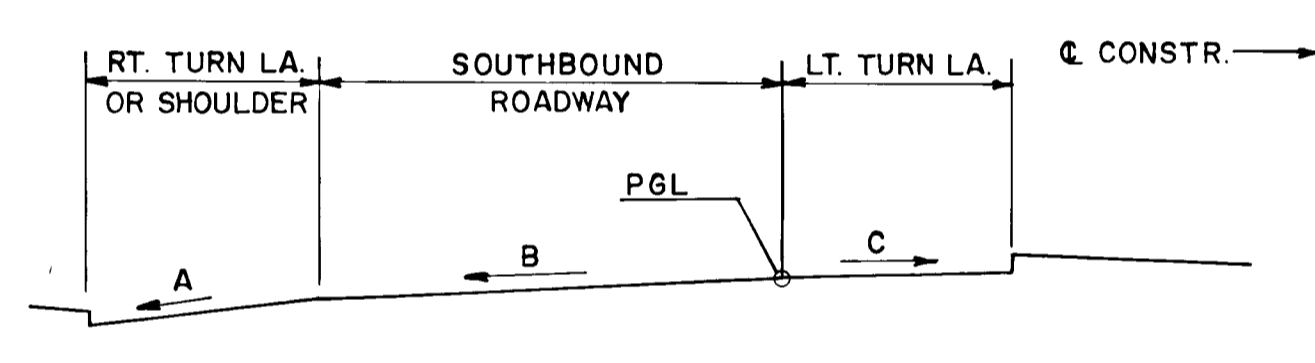 RT. TURN LA.
OR SHOULDER
SOUTHBOUND
ROADWAY
LT. TURN LA.
℄ CONSTR.
PGL
A
B
C